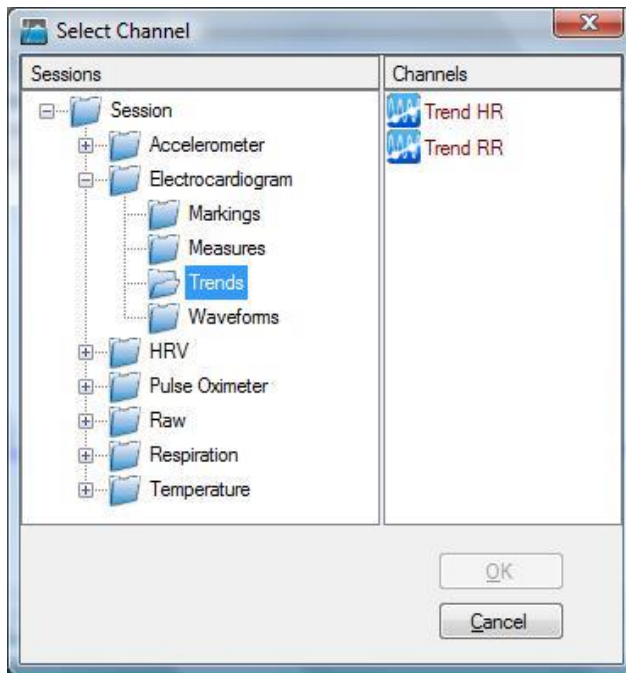 Select Channel
Sessions
Session
Accelerometer
Electrocardiogram
Markings
Measures
Trends
Waveforms
HRV
Pulse Oximeter
Raw
Respiration
Temperature
Channels
Trend HR
Trend RR
OK
Cancel